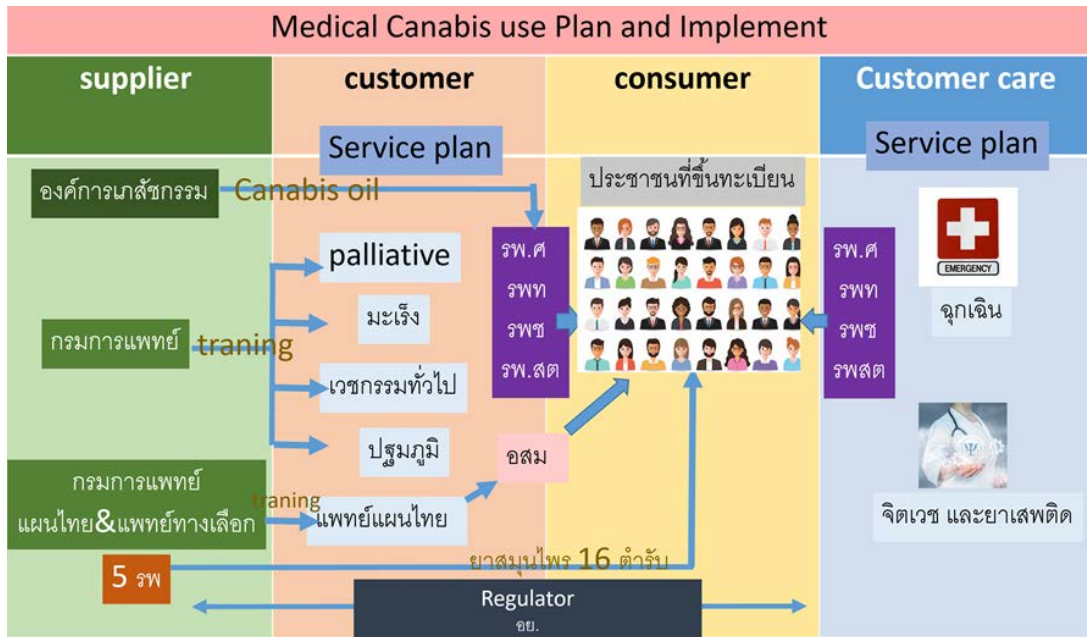 Medical Canabis use Plan and Implement
supplier
customer
consumer
Customer care
Service plan
Service plan
องค์การเภสัชกรรม
Canabis oil
ประชาชนที่ขึ้นทะเบียน
palliative
มะเร็ง
เวชกรรมทั่วไป
ปฐมภูมิ
กรมการแพทย์
traning
รพ.ศ
รพท
รพช
รพ.สต
รพ.ศ
รพท
รพช
รพสต
EMERGENCY
ฉุกเฉิน
กรมการแพทย์
แผนไทย&แพทย์ทางเลือก
traning
แพทย์แผนไทย
อสม
Ψ
จิตเวช และยาเสพติด
5 รพ
ยาสมุนไพร 16 ตำรับ
Regulator
อย.